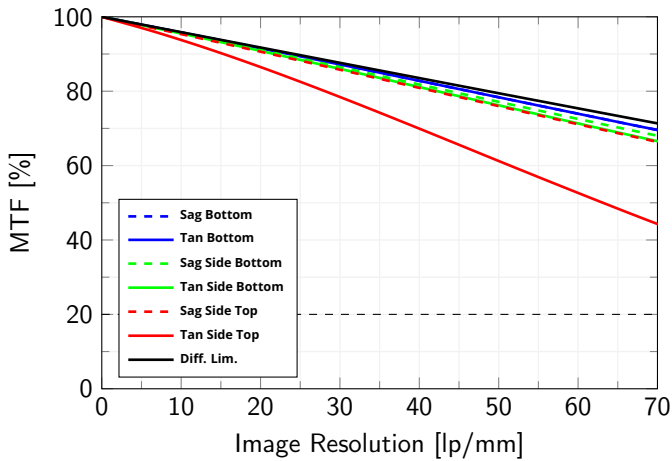 100
80
60
40
20
0
MTF [%]
Sag Bottom
Tan Bottom
Sag Side Bottom
Tan Side Bottom
Sag Side Top
Tan Side Top
Diff. Lim.
0 10 20 30 40 50 60 70
Image Resolution [lp/mm]